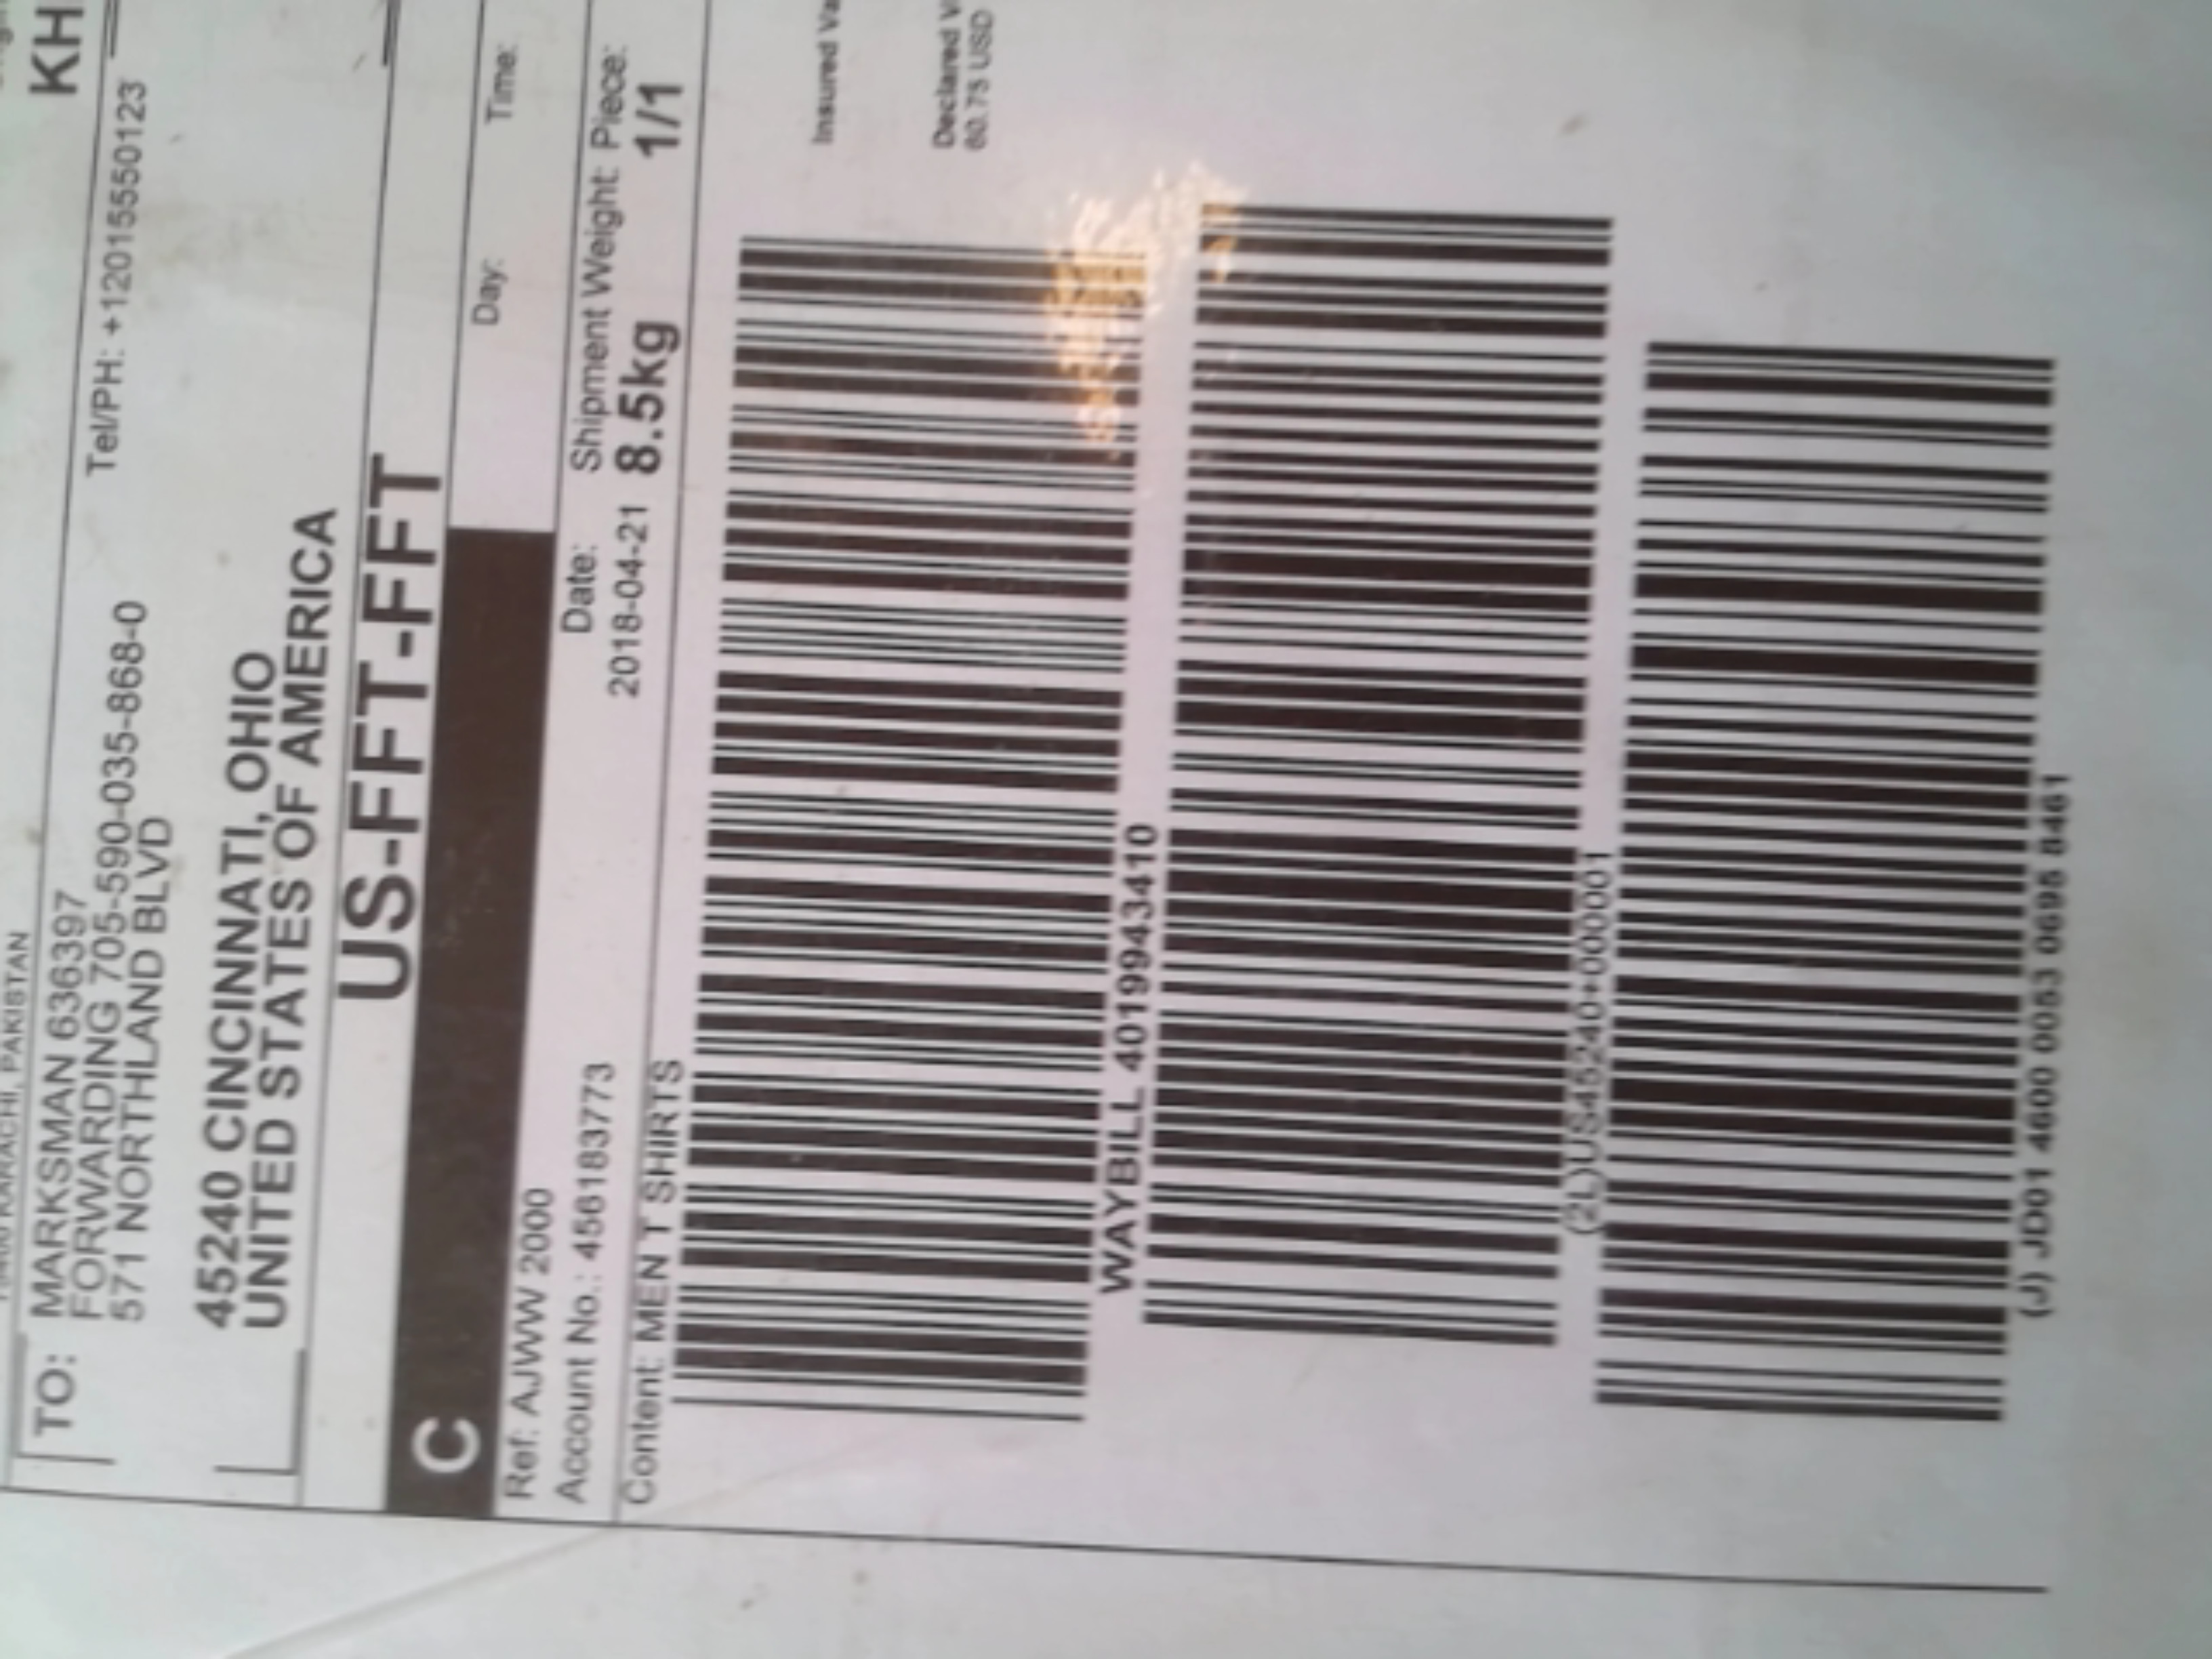 KARACHI, PAKISTAN
KH
TO: MARKSMAN 636397
FORWARDING 705-590-035-868-0
571 NORTHLAND BLVD
Tel/PH: +12015550123
45240 CINCINNATI, OHIO
UNITED STATES OF AMERICA
US-FFT-FFT
C
Day: Time:
Ref: AJWW 2000
Account No.: 456183773
Date: 2018-04-21
Shipment Weight: 8.5kg
Piece: 1/1
Content: MEN T SHIRTS
Insured Va
Declared V
60.75 USD
WAYBILL 4019943410
(2L)US45240+00001
(J) JD01 4600 0053 0695 8461